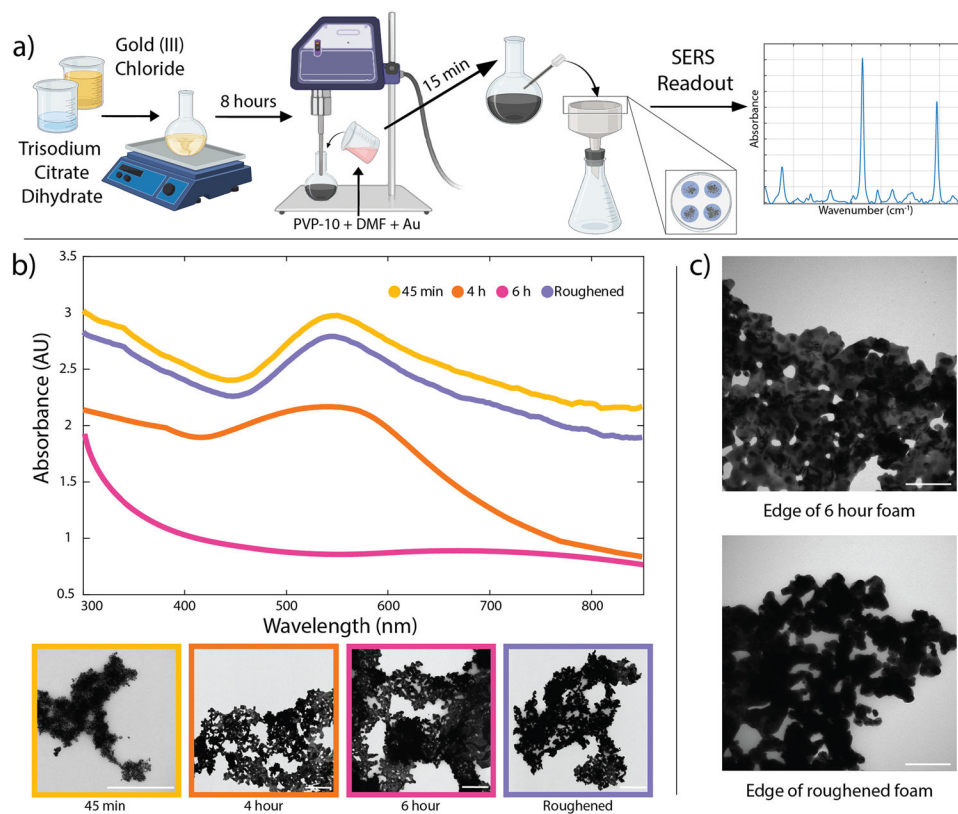 a)
Gold (III)
Chloride
Trisodium
Citrate
Dihydrate
8 hours
PVP-10 + DMF + Au
15 min
SERS
Readout
Absorbance
Wavenumber (cm⁻¹)
b)
3.5
3
2.5
2
1.5
1
0.5
Absorbance (AU)
45 min 4 h 6 h Roughened
300 400 500 600 700 800
Wavelength (nm)
45 min
4 hour
6 hour
Roughened
c)
Edge of 6 hour foam
Edge of roughened foam